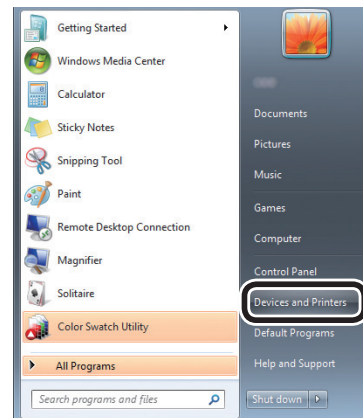 Getting Started
Windows Media Center
Calculator
Sticky Notes
Snipping Tool
Paint
Remote Desktop Connection
Magnifier
Solitaire
Color Swatch Utility
All Programs
Search programs and files
Documents
Pictures
Music
Games
Computer
Control Panel
Devices and Printers
Default Programs
Help and Support
Shut down